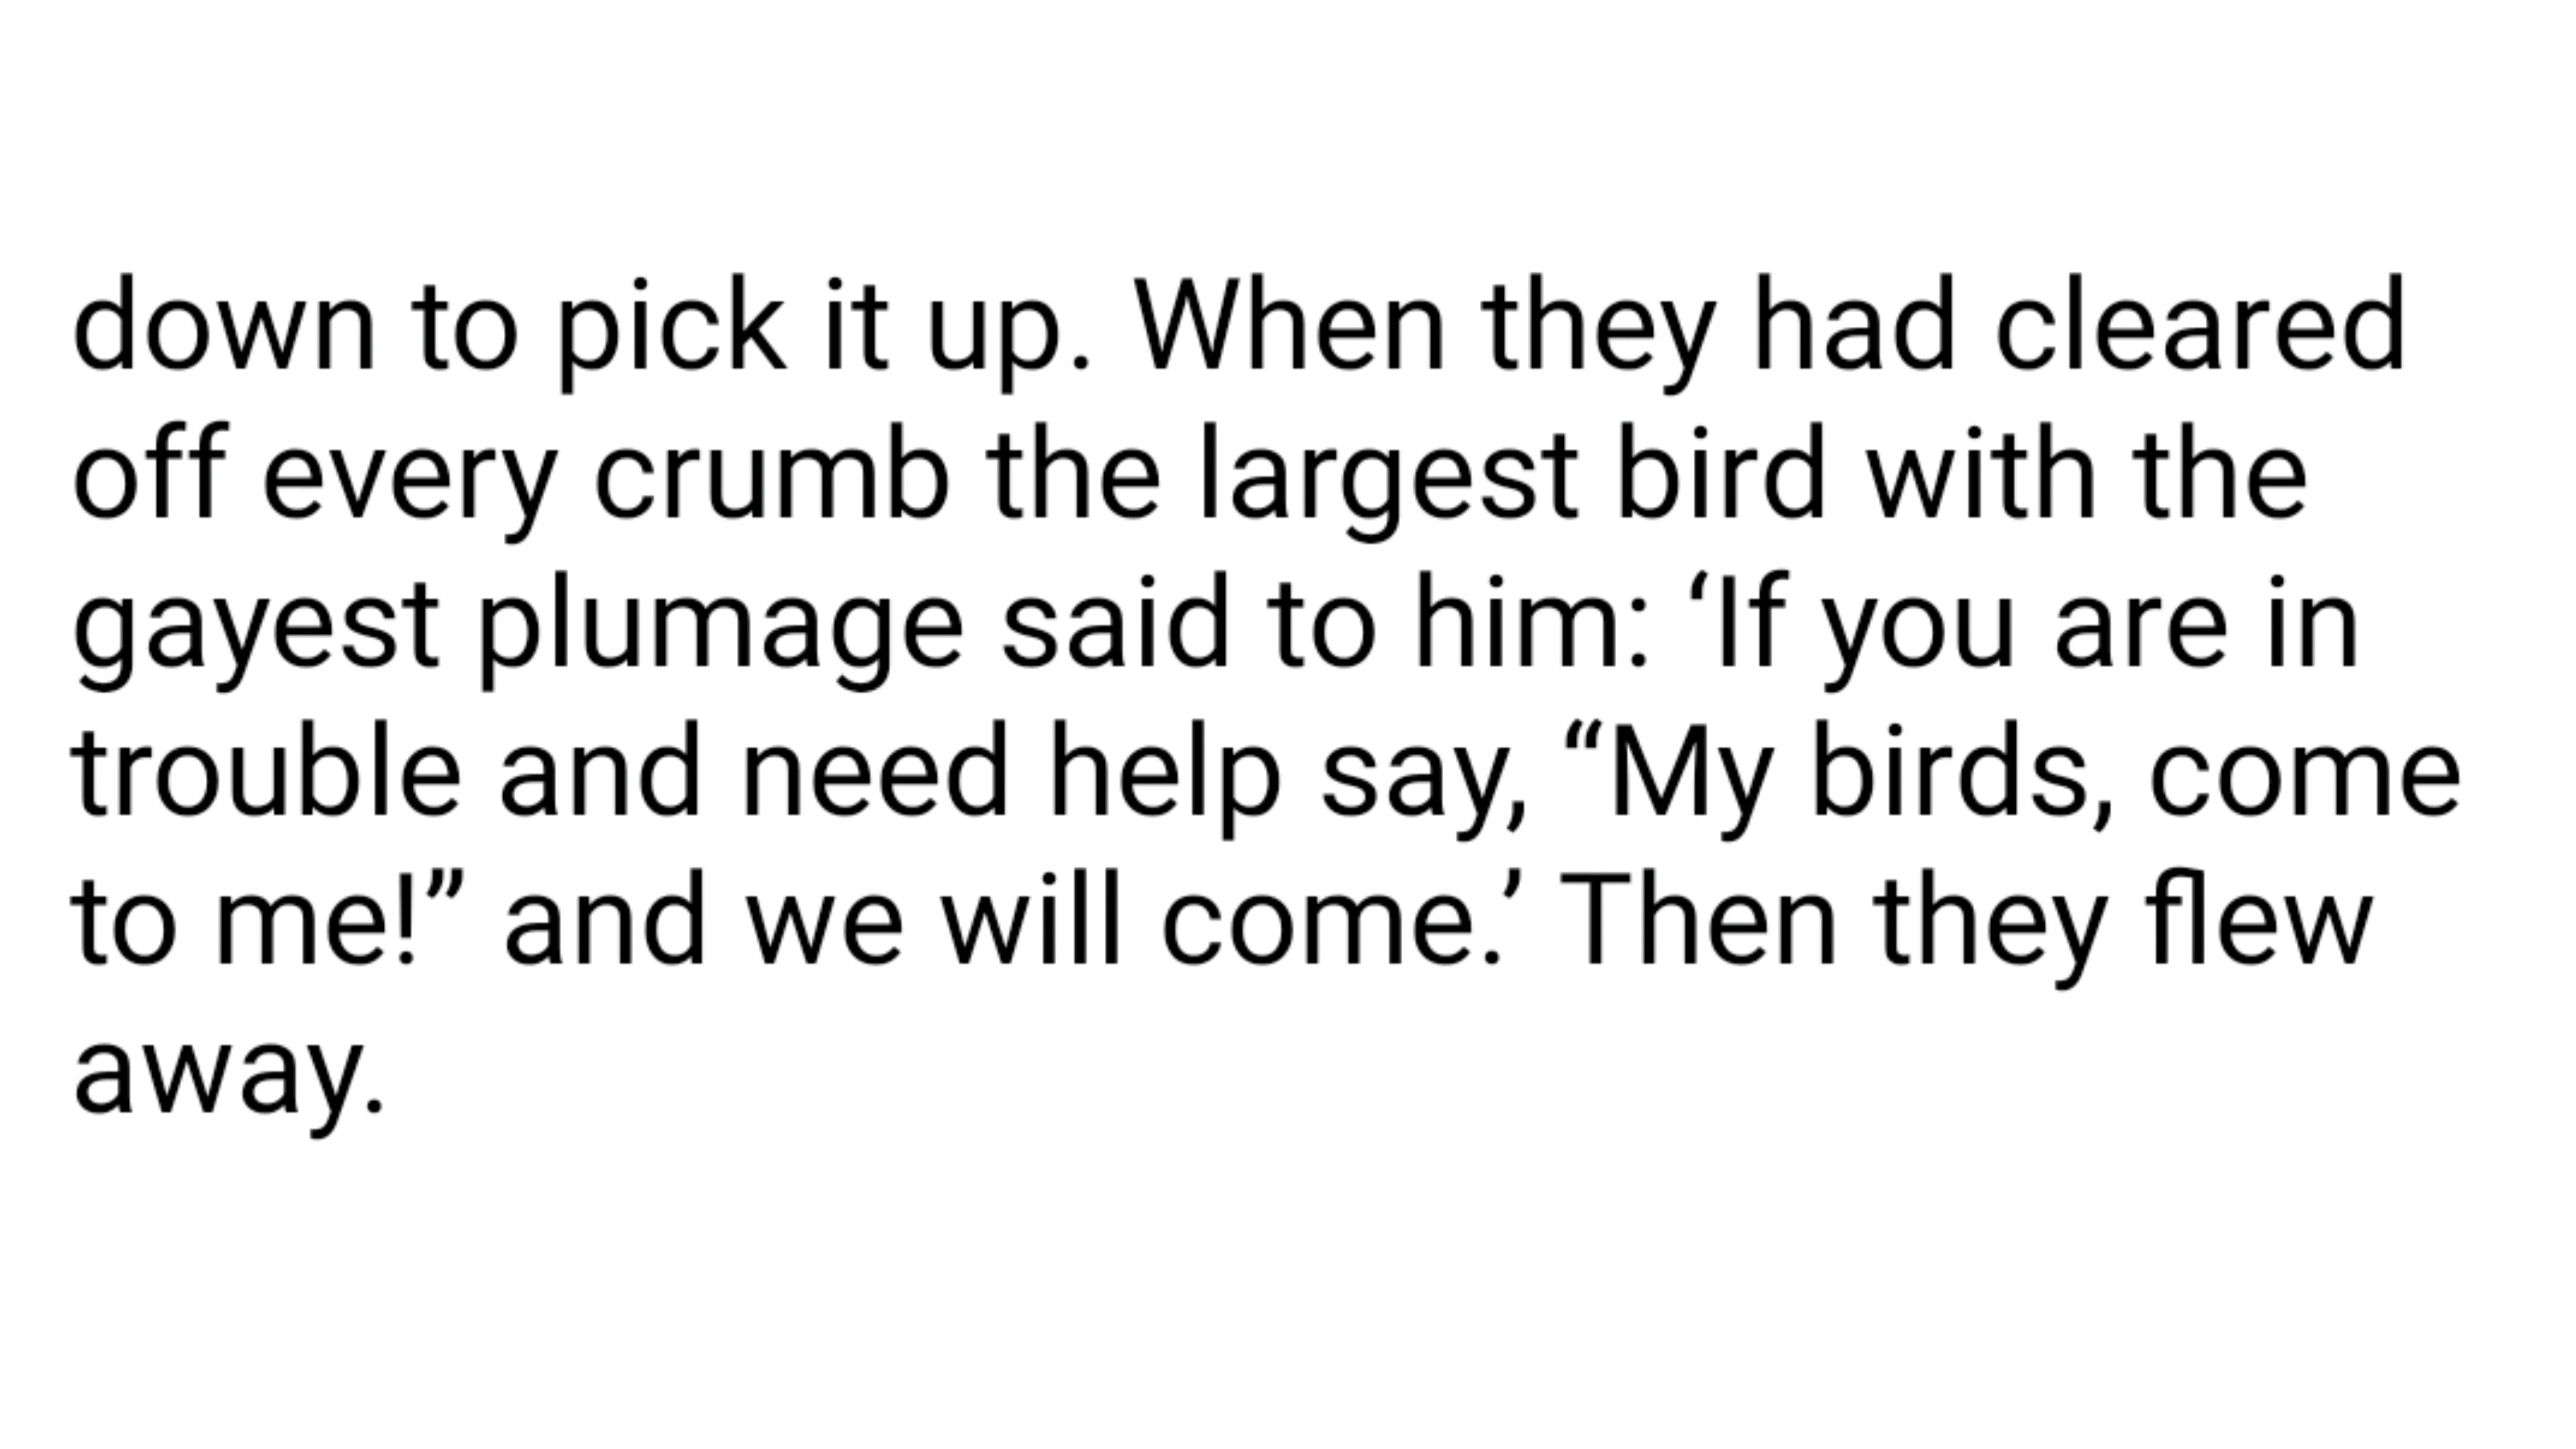 down to pick it up. When they had cleared
off every crumb the largest bird with the
gayest plumage said to him: ‘If you are in
trouble and need help say, “My birds, come
to me!” and we will come.’ Then they flew
away.